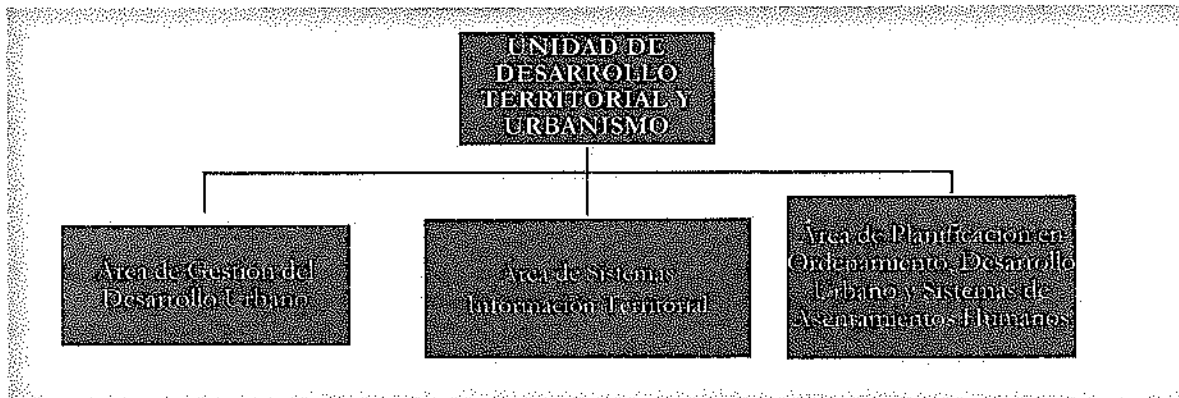 UNIDAD DE
DESARROLLO
TERRITORIAL Y
URBANISMO
Área de Gestión del
Desarrollo Urbano
Área de Sistemas
Información Territorial
Área de Planificación en
Ordenamiento, Desarrollo
Urbano y Sistemas de
Asentamientos Humanos